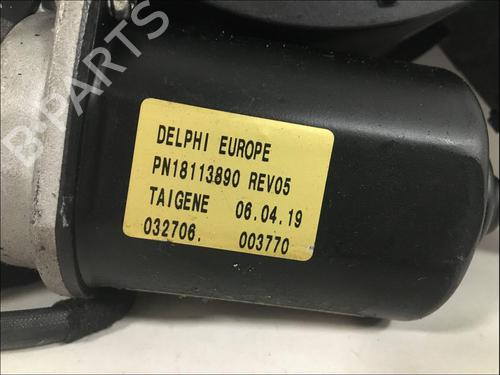 B-PARTS
DELPHI EUROPE
PN18113890 REV05
TAIGENE 06.04.19
032706. 003770